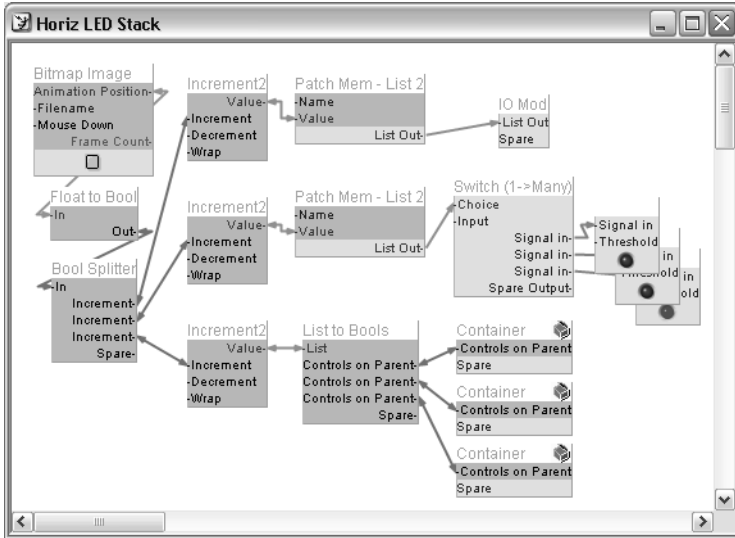 Horiz LED Stack
Bitmap Image
Animation Position
Filename
Mouse Down
Frame Count
Float to Bool
In
Out
Bool Splitter
In
Increment
Increment
Increment
Spare
Increment2
Value
Increment
Decrement
Wrap
Patch Mem - List 2
Name
Value
List Out
IO Mod
List Out
Spare
Increment2
Value
Increment
Decrement
Wrap
Patch Mem - List 2
Name
Value
List Out
Switch (1->Many)
Choice
Input
Signal in
Signal in
Signal in
Spare Output
Signal in
Threshold
in
Threshold
in
old
Increment2
Value
Increment
Decrement
Wrap
List to Bools
List
Controls on Parent
Controls on Parent
Controls on Parent
Spare
Container
Controls on Parent
Spare
Container
Controls on Parent
Spare
Container
Controls on Parent
Spare